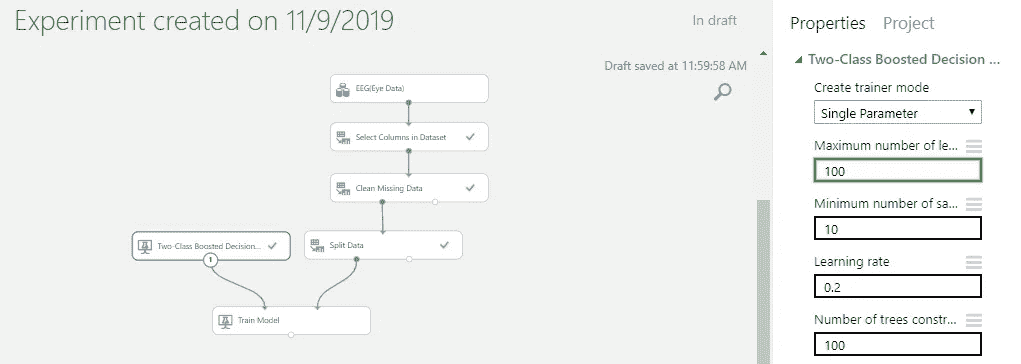 Experiment created on 11/9/2019
In draft
Draft saved at 11:59:58 AM
EEG(Eye Data)
Select Columns in Dataset
Clean Missing Data
Two-Class Boosted Decision...
1
Split Data
Train Model
Properties Project
Two-Class Boosted Decision ...
Create trainer mode
Single Parameter
Maximum number of le...
100
Minimum number of sa...
10
Learning rate
0.2
Number of trees constr...
100